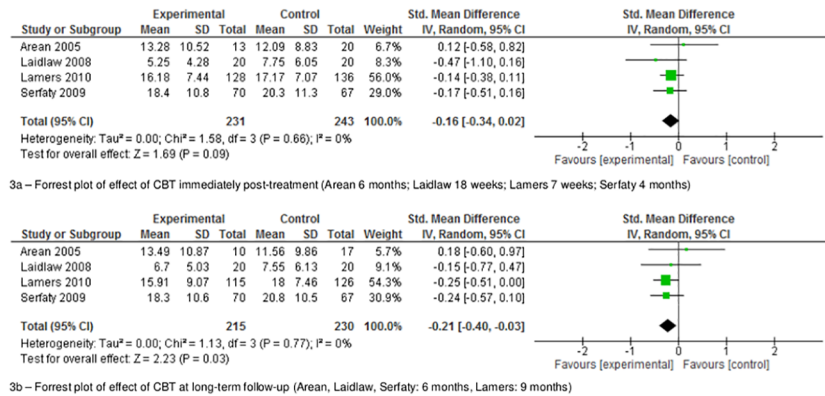 Experimental Control Std. Mean Difference Std. Mean Difference
Study or Subgroup Mean SD Total Mean SD Total Weight IV, Random, 95% CI IV, Random, 95% CI
Arean 2005 13.28 10.52 13 12.09 8.83 20 6.7% 0.12 [-0.58, 0.82]
Laidlaw 2008 5.25 4.28 20 7.75 6.05 20 8.3% -0.47 [-1.10, 0.16]
Lamers 2010 16.18 7.44 128 17.17 7.07 136 56.0% -0.14 [-0.38, 0.11]
Serfaty 2009 18.4 10.8 70 20.3 11.3 67 29.0% -0.17 [-0.51, 0.16]
Total (95% CI) 231 243 100.0% -0.16 [-0.34, 0.02]
Heterogeneity: Tau² = 0.00; Chi² = 1.58, df = 3 (P = 0.66); I² = 0%
Test for overall effect: Z = 1.69 (P = 0.09)
-2 -1 0 1 2
Favours [experimental] Favours [control]
3a – Forrest plot of effect of CBT immediately post-treatment (Arean 6 months; Laidlaw 18 weeks; Lamers 7 weeks; Serfaty 4 months)
Experimental Control Std. Mean Difference Std. Mean Difference
Study or Subgroup Mean SD Total Mean SD Total Weight IV, Random, 95% CI IV, Random, 95% CI
Arean 2005 13.49 10.87 10 11.56 9.86 17 5.7% 0.18 [-0.60, 0.97]
Laidlaw 2008 6.7 5.03 20 7.55 6.13 20 9.1% -0.15 [-0.77, 0.47]
Lamers 2010 15.91 9.07 115 18 7.46 126 54.3% -0.25 [-0.51, 0.00]
Serfaty 2009 18.3 10.6 70 20.8 10.5 67 30.9% -0.24 [-0.57, 0.10]
Total (95% CI) 215 230 100.0% -0.21 [-0.40, -0.03]
Heterogeneity: Tau² = 0.00; Chi² = 1.13, df = 3 (P = 0.77); I² = 0%
Test for overall effect: Z = 2.23 (P = 0.03)
-2 -1 0 1 2
Favours [experimental] Favours [control]
3b – Forrest plot of effect of CBT at long-term follow-up (Arean, Laidlaw, Serfaty: 6 months, Lamers: 9 months)